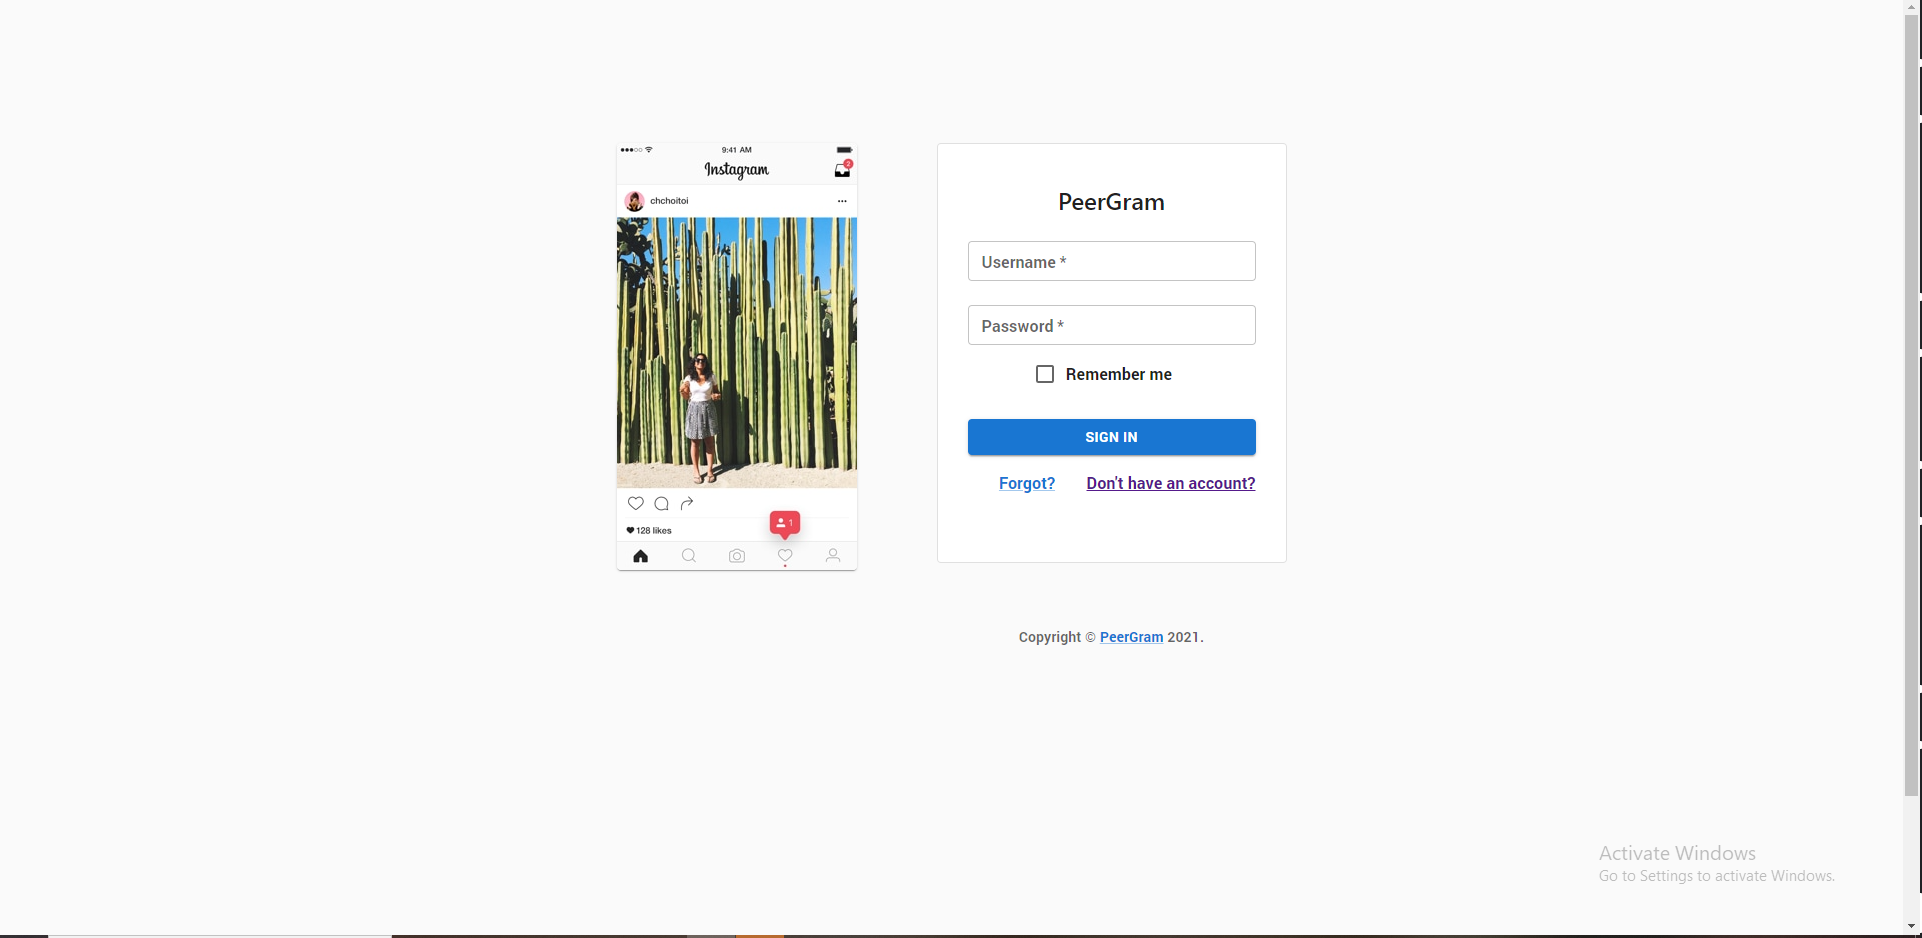 9:41 AM
Instagram
2
chchoitoi
128 likes
1
PeerGram
Username *
Password *
Remember me
SIGN IN
Forgot? Don't have an account?
Copyright © PeerGram 2021.
Activate Windows
Go to Settings to activate Windows.